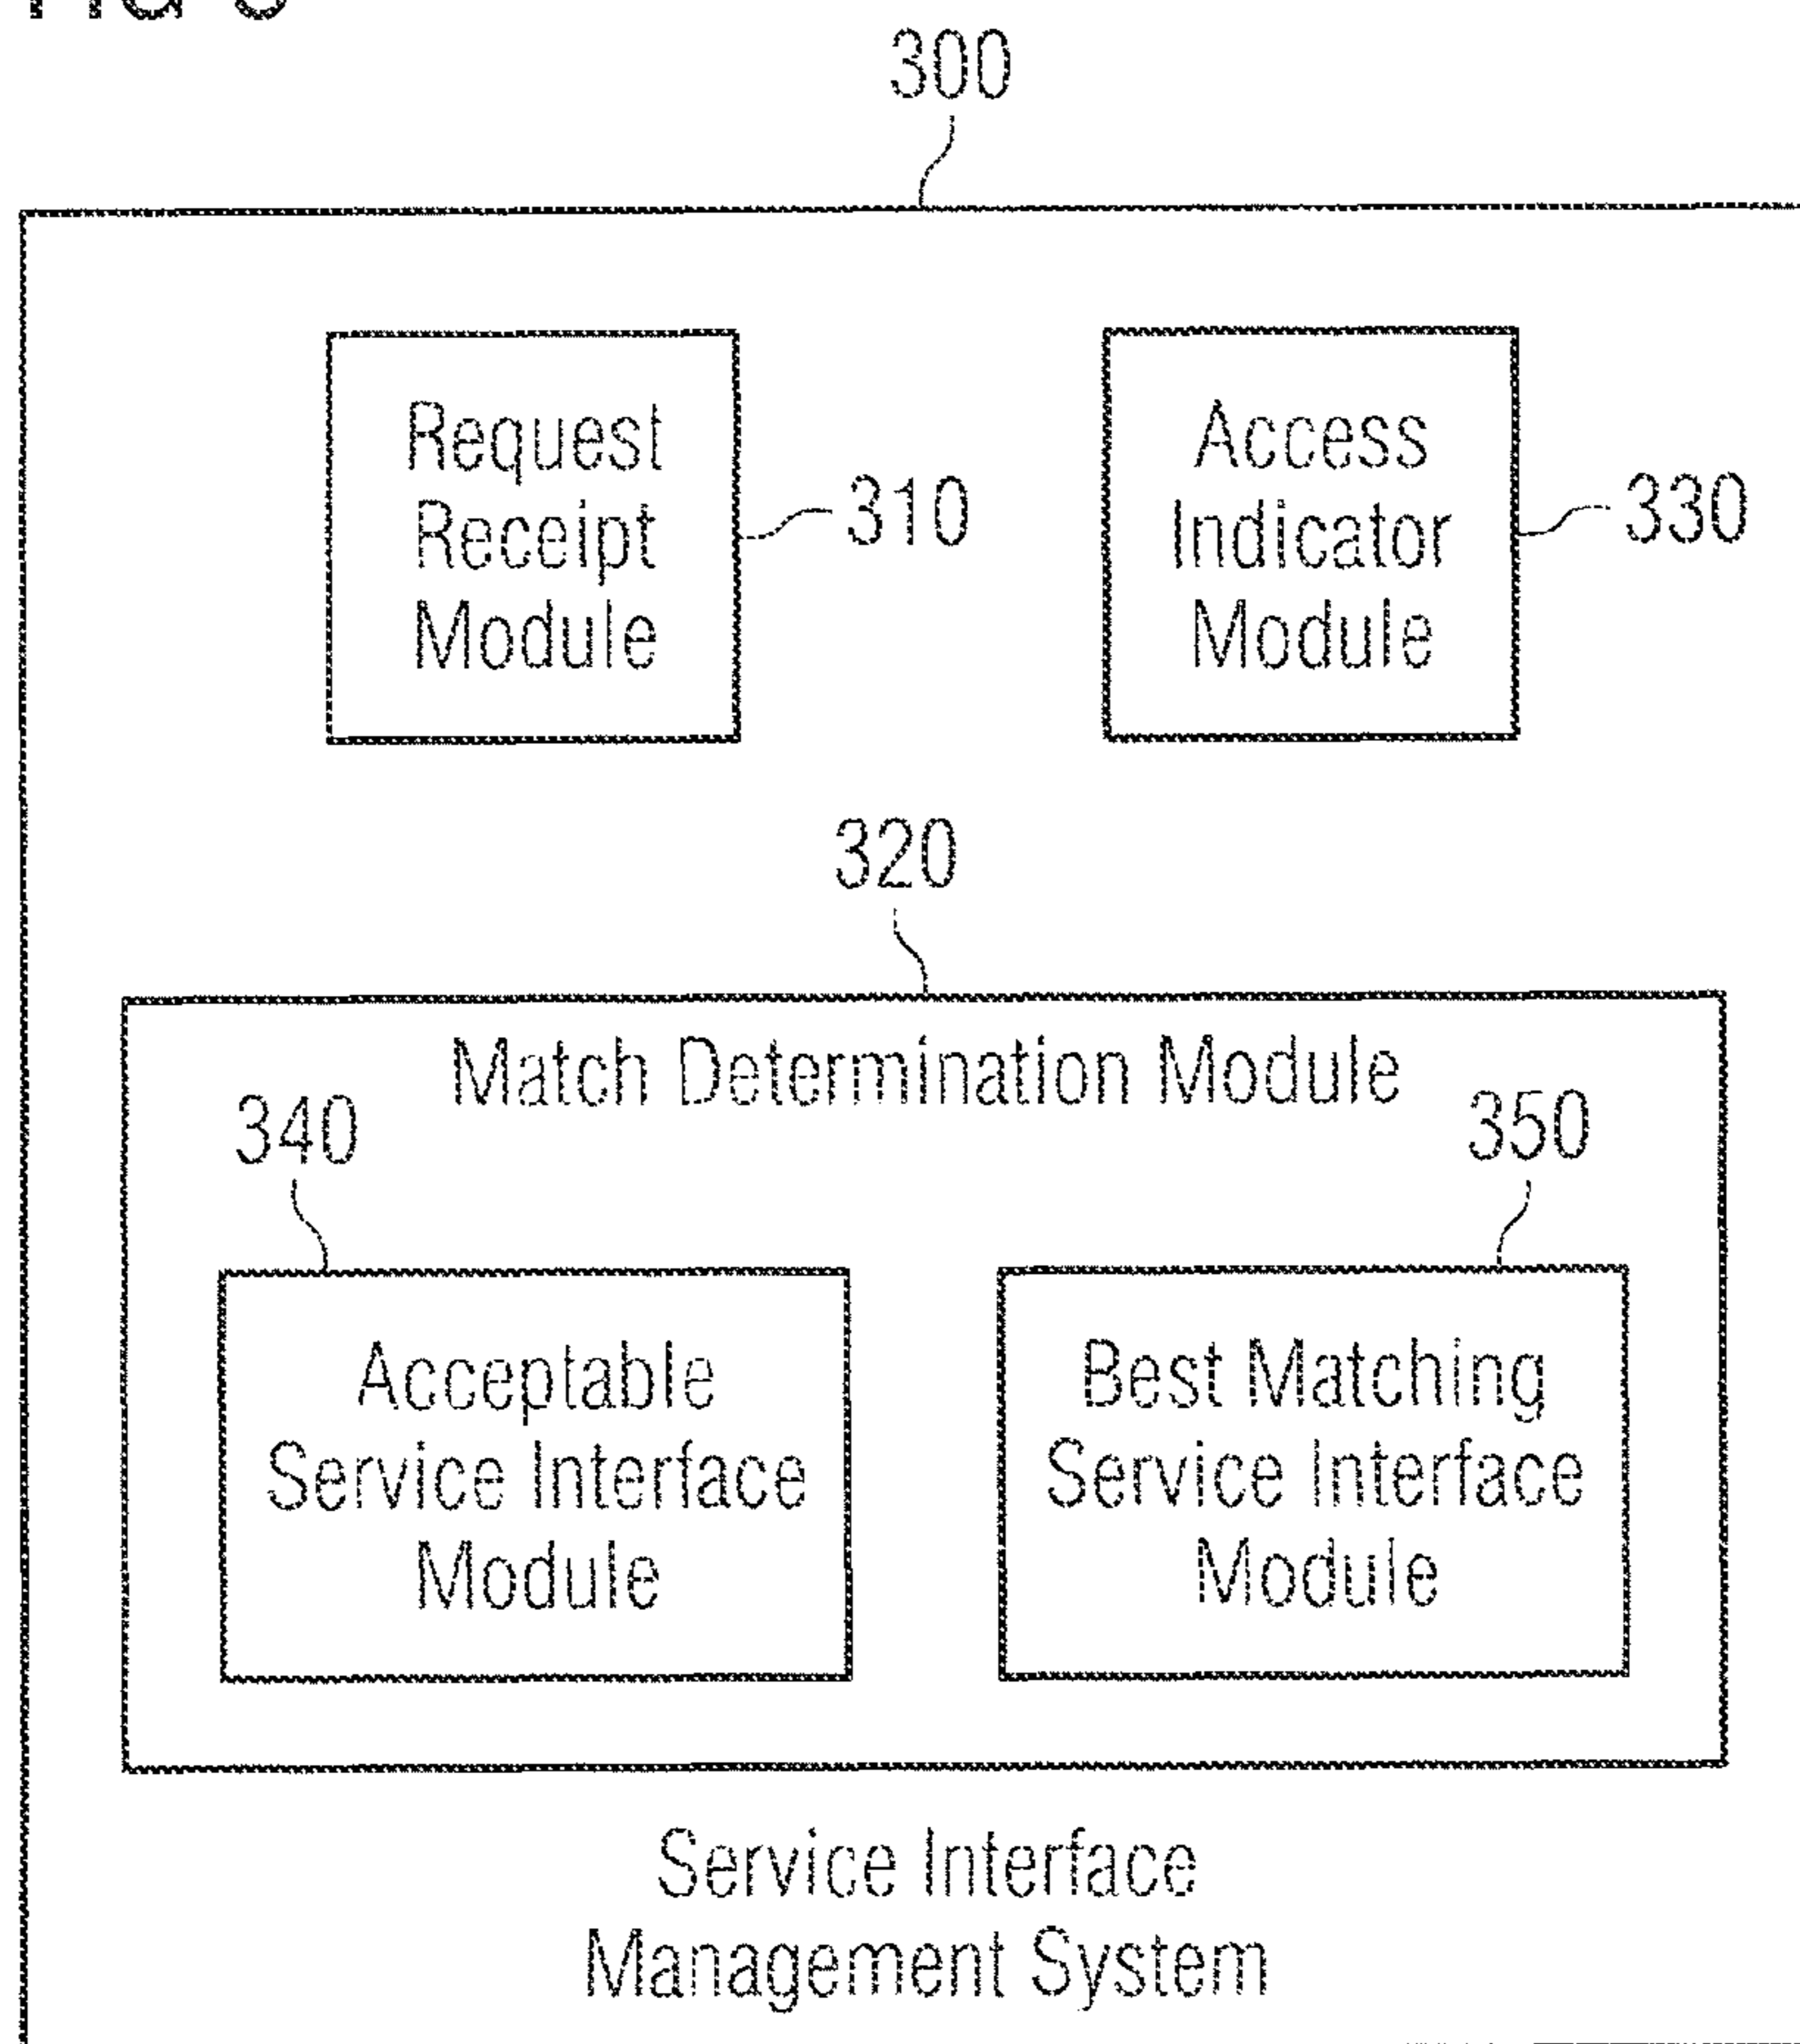 300
Request
Receipt
Module
310
Access
Indicator
Module
330
320
Match Determination Module
340
350
Acceptable
Service Interface
Module
Best Matching
Service Interface
Module
Service Interface
Management System